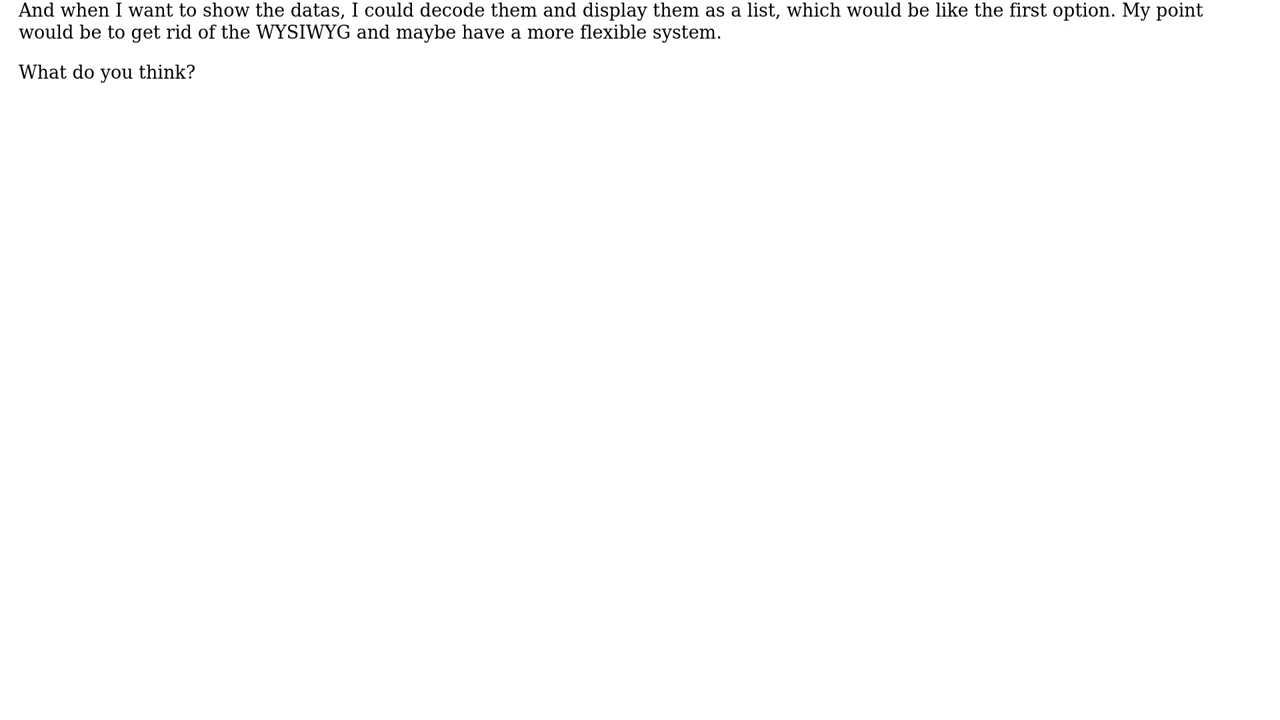 And when I want to show the datas, I could decode them and display them as a list, which would be like the first option. My point
would be to get rid of the WYSIWYG and maybe have a more flexible system.
What do you think?